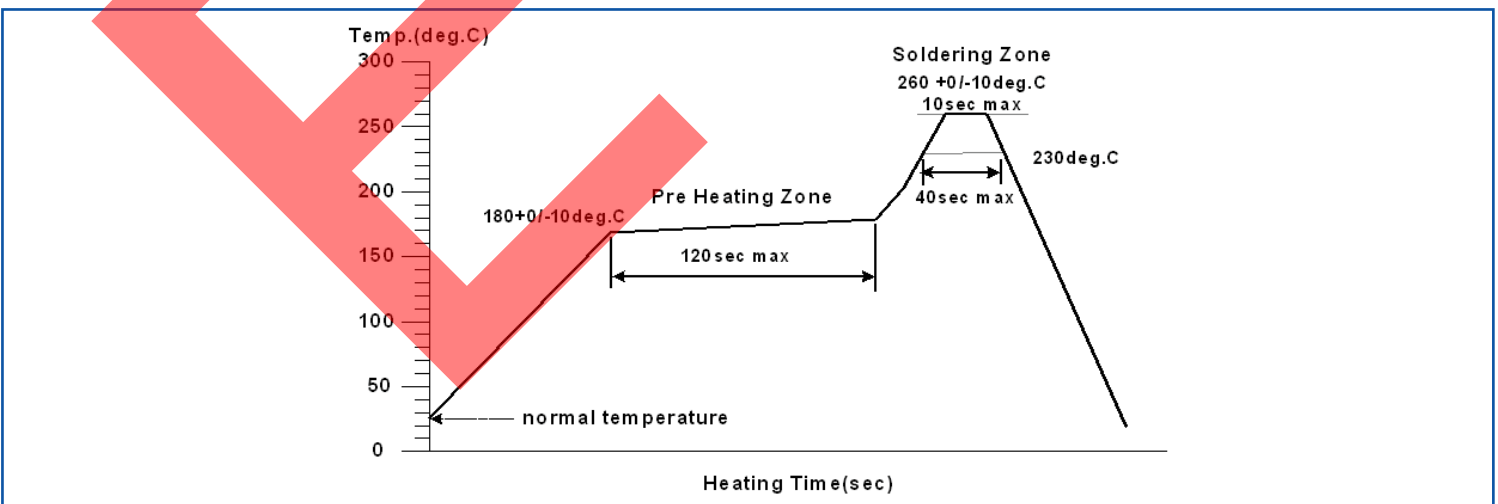 Temp.(deg.C)
300
250
200
150
100
50
0
Soldering Zone
260 +0/-10deg.C
10sec max
230deg.C
40sec max
Pre Heating Zone
180+0/-10deg.C
120sec max
normal temperature
Heating Time(sec)